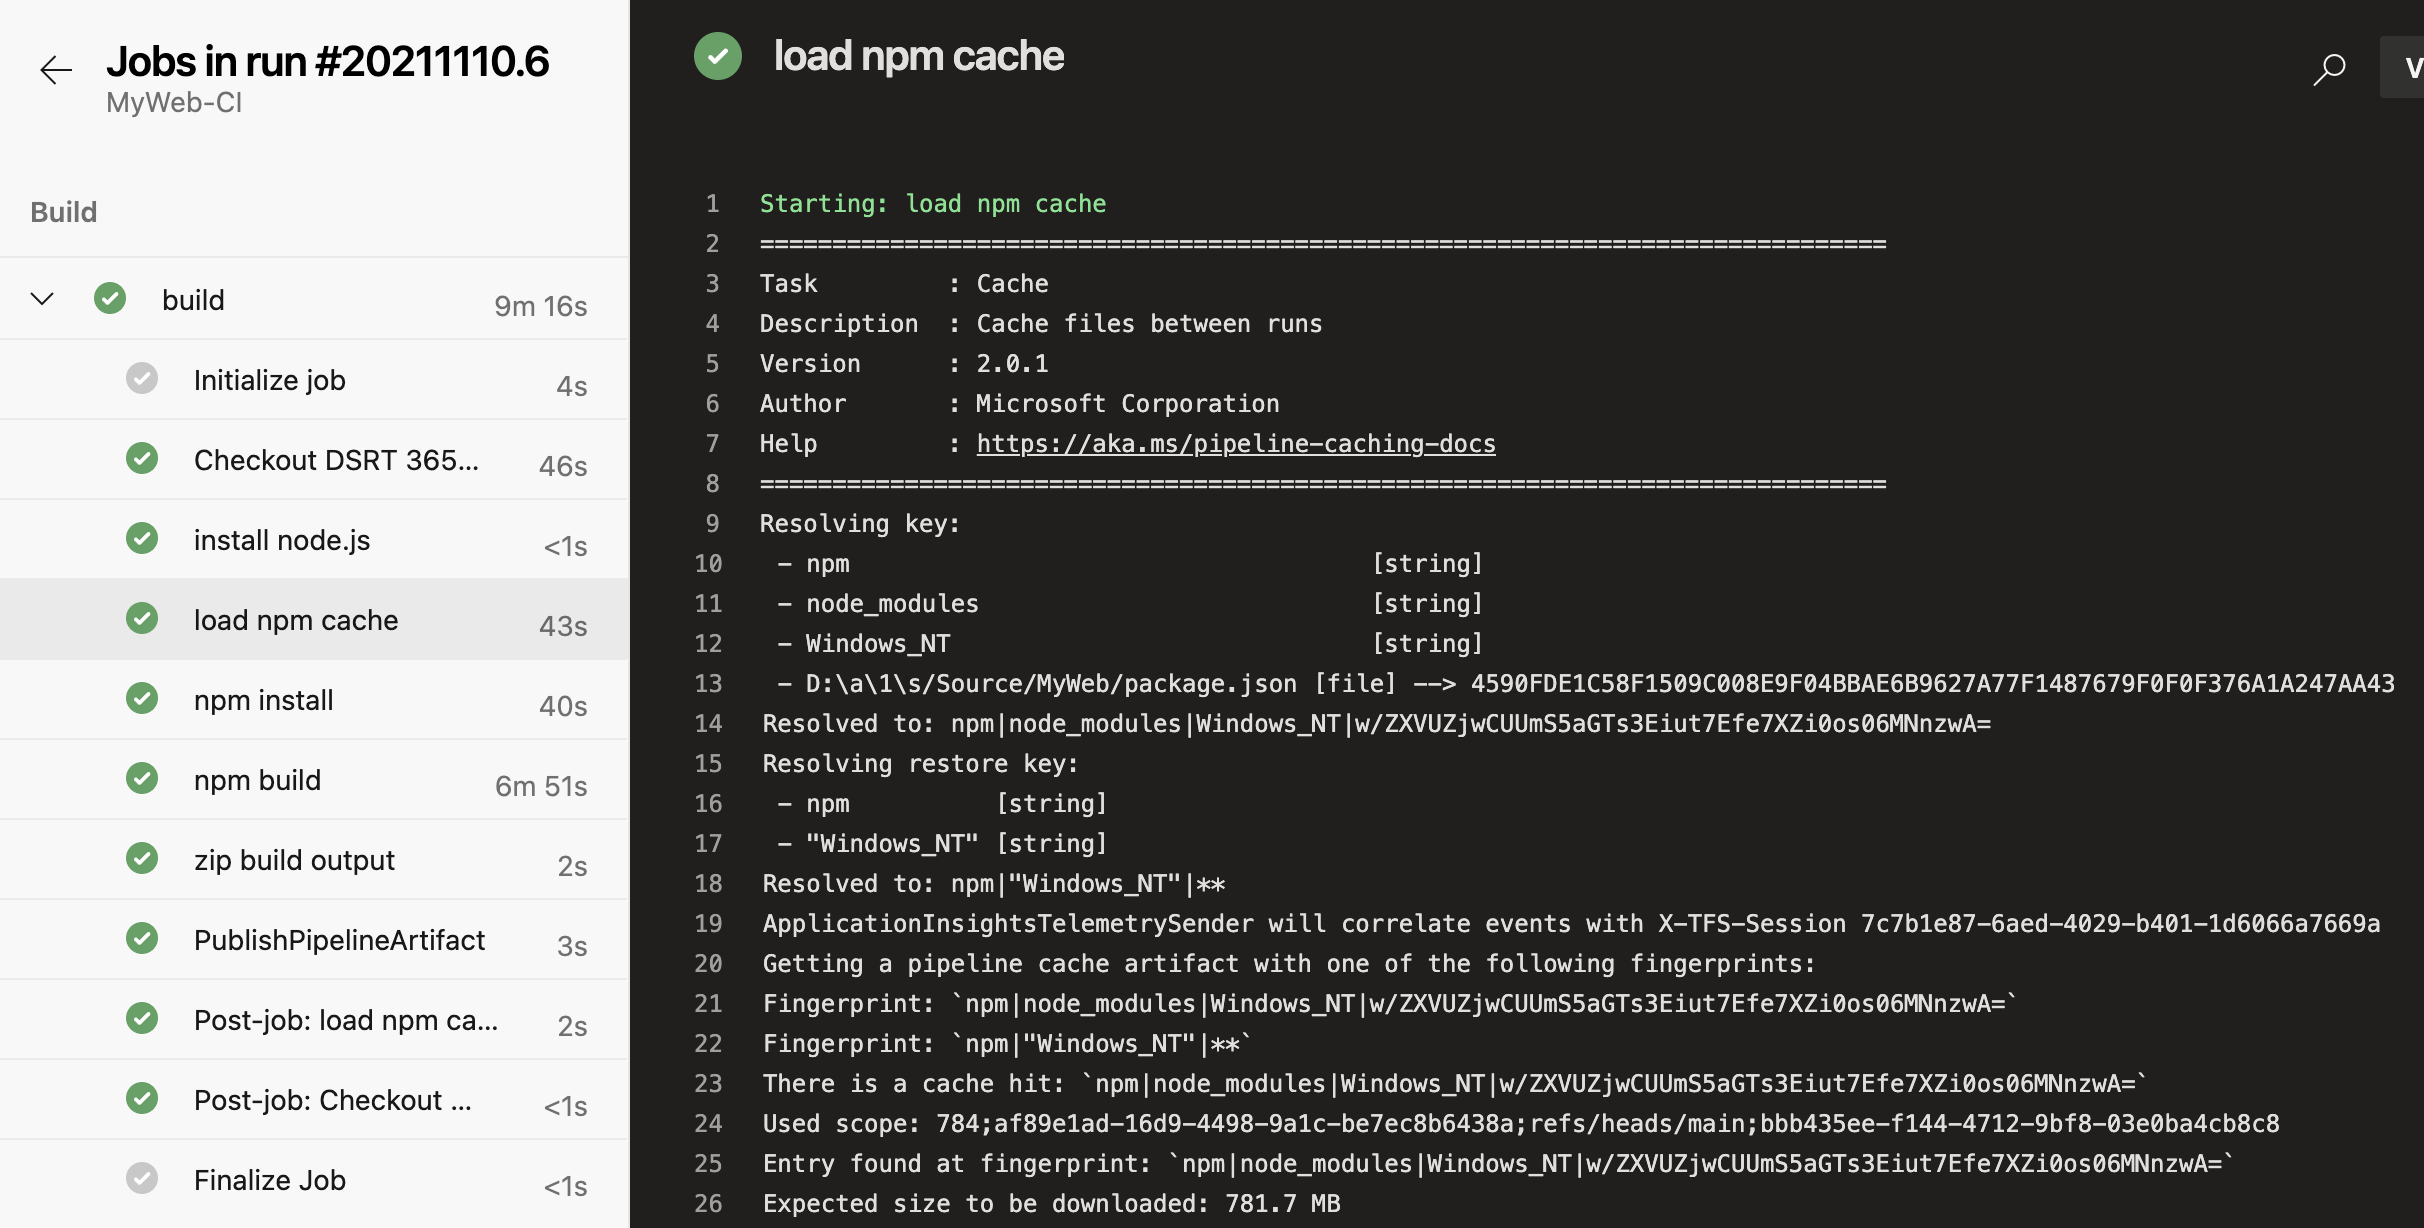 Jobs in run #20211110.6
MyWeb-CI
Build
build 9m 16s
Initialize job 4s
Checkout DSRT 365... 46s
install node.js <1s
load npm cache 43s
npm install 40s
npm build 6m 51s
zip build output 2s
PublishPipelineArtifact 3s
Post-job: load npm ca... 2s
Post-job: Checkout ... <1s
Finalize Job <1s
load npm cache
V
1 Starting: load npm cache
2 ==============================================================================
3 Task         : Cache
4 Description  : Cache files between runs
5 Version      : 2.0.1
6 Author       : Microsoft Corporation
7 Help         : https://aka.ms/pipeline-caching-docs
8 ==============================================================================
9 Resolving key:
10  - npm                                    [string]
11  - node_modules                           [string]
12  - Windows_NT                             [string]
13  - D:\a\1\s/Source/MyWeb/package.json [file] --> 4590FDE1C58F1509C008E9F04BBAE6B9627A77F1487679F0F0F376A1A247AA43
14 Resolved to: npm|node_modules|Windows_NT|w/ZXVUZjwCUUmS5aGTs3Eiut7Efe7XZi0os06MNnzwA=
15 Resolving restore key:
16  - npm          [string]
17  - "Windows_NT" [string]
18 Resolved to: npm|"Windows_NT"|**
19 ApplicationInsightsTelemetrySender will correlate events with X-TFS-Session 7c7b1e87-6aed-4029-b401-1d6066a7669a
20 Getting a pipeline cache artifact with one of the following fingerprints:
21 Fingerprint: `npm|node_modules|Windows_NT|w/ZXVUZjwCUUmS5aGTs3Eiut7Efe7XZi0os06MNnzwA=`
22 Fingerprint: `npm|"Windows_NT"|**`
23 There is a cache hit: `npm|node_modules|Windows_NT|w/ZXVUZjwCUUmS5aGTs3Eiut7Efe7XZi0os06MNnzwA=`
24 Used scope: 784;af89e1ad-16d9-4498-9a1c-be7ec8b6438a;refs/heads/main;bbb435ee-f144-4712-9bf8-03e0ba4cb8c8
25 Entry found at fingerprint: `npm|node_modules|Windows_NT|w/ZXVUZjwCUUmS5aGTs3Eiut7Efe7XZi0os06MNnzwA=`
26 Expected size to be downloaded: 781.7 MB